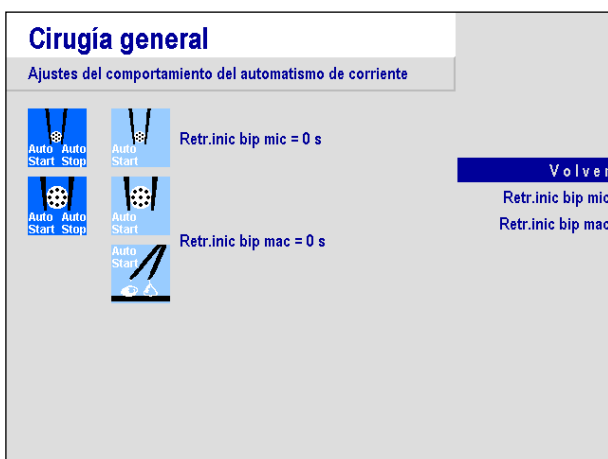 Cirugía general
Ajustes del comportamiento del automatismo de corriente
Auto Auto
Start Stop
Auto
Start
Retr.inic bip mic = 0 s
Auto Auto
Start Stop
Auto
Start
Auto
Start
Retr.inic bip mac = 0 s
Volver
Retr.inic bip mic
Retr.inic bip mac